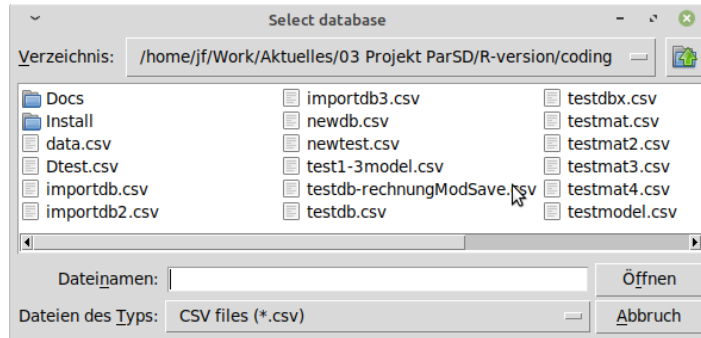 Select database
Verzeichnis: /home/jf/Work/Aktuelles/03 Projekt ParSD/R-version/coding
Docs
Install
data.csv
Dtest.csv
importdb.csv
importdb2.csv
importdb3.csv
newdb.csv
newtest.csv
test1-3model.csv
testdb-rechnungModSave.csv
testdb.csv
testdbx.csv
testmat.csv
testmat2.csv
testmat3.csv
testmat4.csv
testmodel.csv
Dateinamen:
Öffnen
Dateien des Typs: CSV files (*.csv)
Abbruch